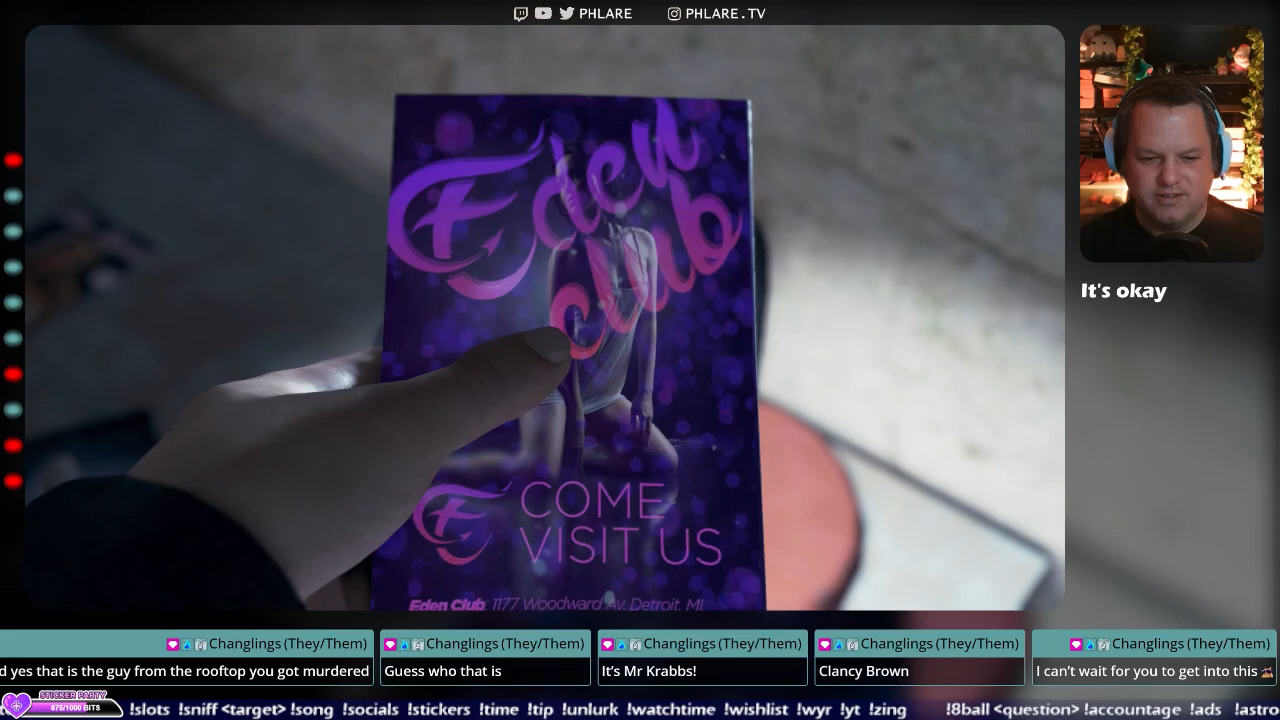 PHLARE
PHLARE.TV
Eden
club
COME
VISIT US
Eden Club: 1177 Woodward Av. Detroit, MI.
It's okay
Changlings (They/Them)
d yes that is the guy from the rooftop you got murdered
Changlings (They/Them)
Guess who that is
Changlings (They/Them)
It's Mr Krabbs!
Changlings (They/Them)
Clancy Brown
Changlings (They/Them)
I can't wait for you to get into this
STICKER PARTY
675/1000 BITS
!slots !sniff <target> !song !socials !stickers !time !tip !unlurk !watchtime !wishlist !wyr !yt !zing !8ball <question> !accountage !ads !astro